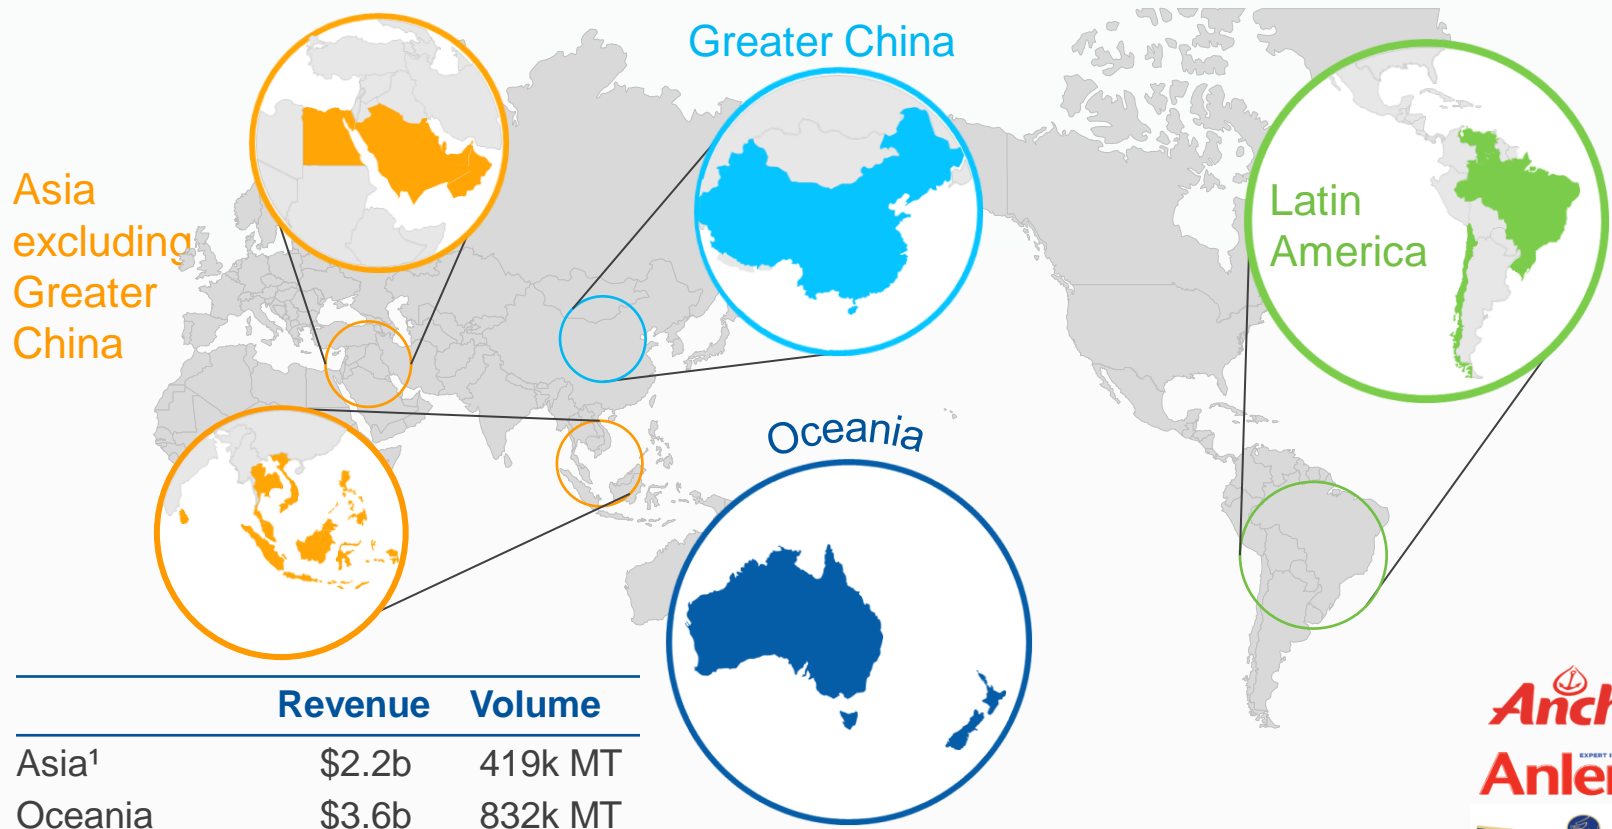 Greater China
Asia
excluding
Greater
China
Latin
America
Oceania
Revenue Volume
Asia¹ $2.2b 419k MT
Oceania $3.6b 832k MT